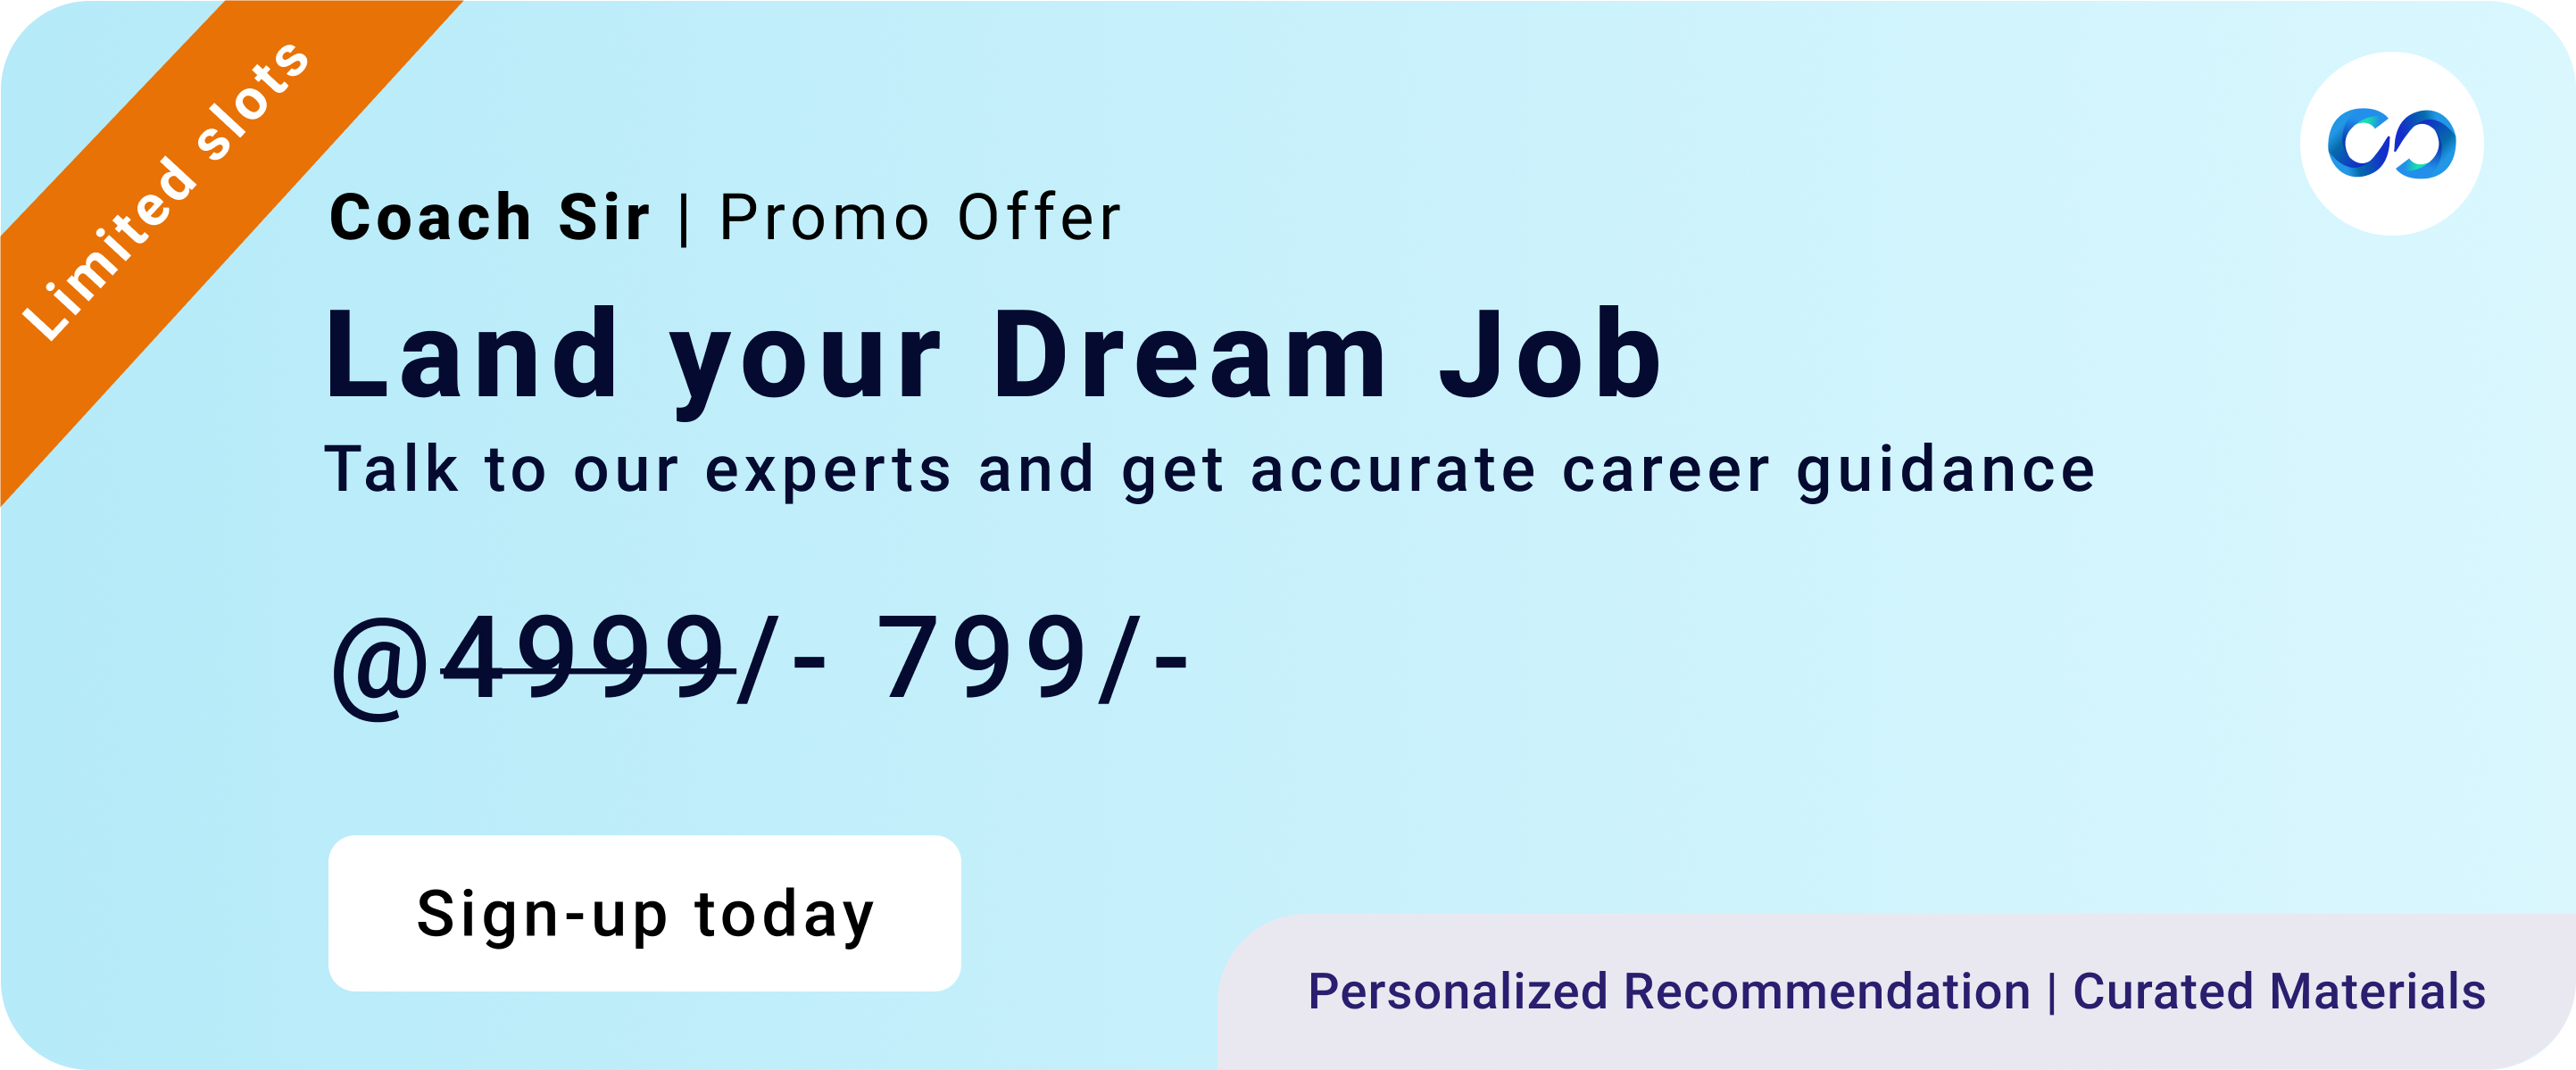 Limited slots
Coach Sir | Promo Offer
Land your Dream Job
Talk to our experts and get accurate career guidance
@4999/- 799/-
Sign-up today
Personalized Recommendation | Curated Materials